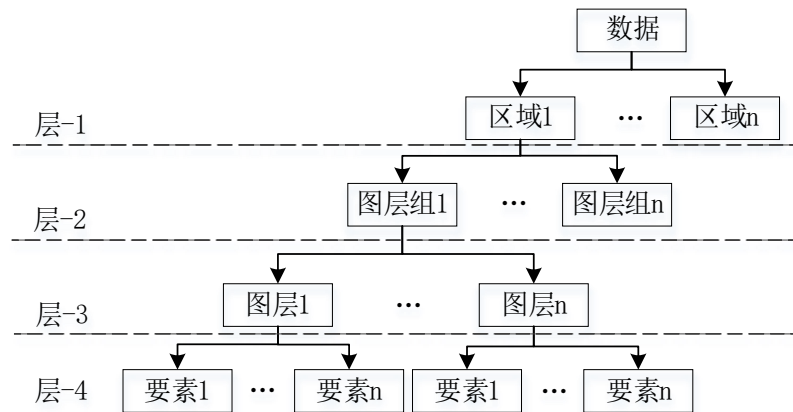 数据
层-1 区域1 … 区域n
层-2 图层组1 … 图层组n
层-3 图层1 … 图层n
层-4 要素1 … 要素n 要素1 … 要素n